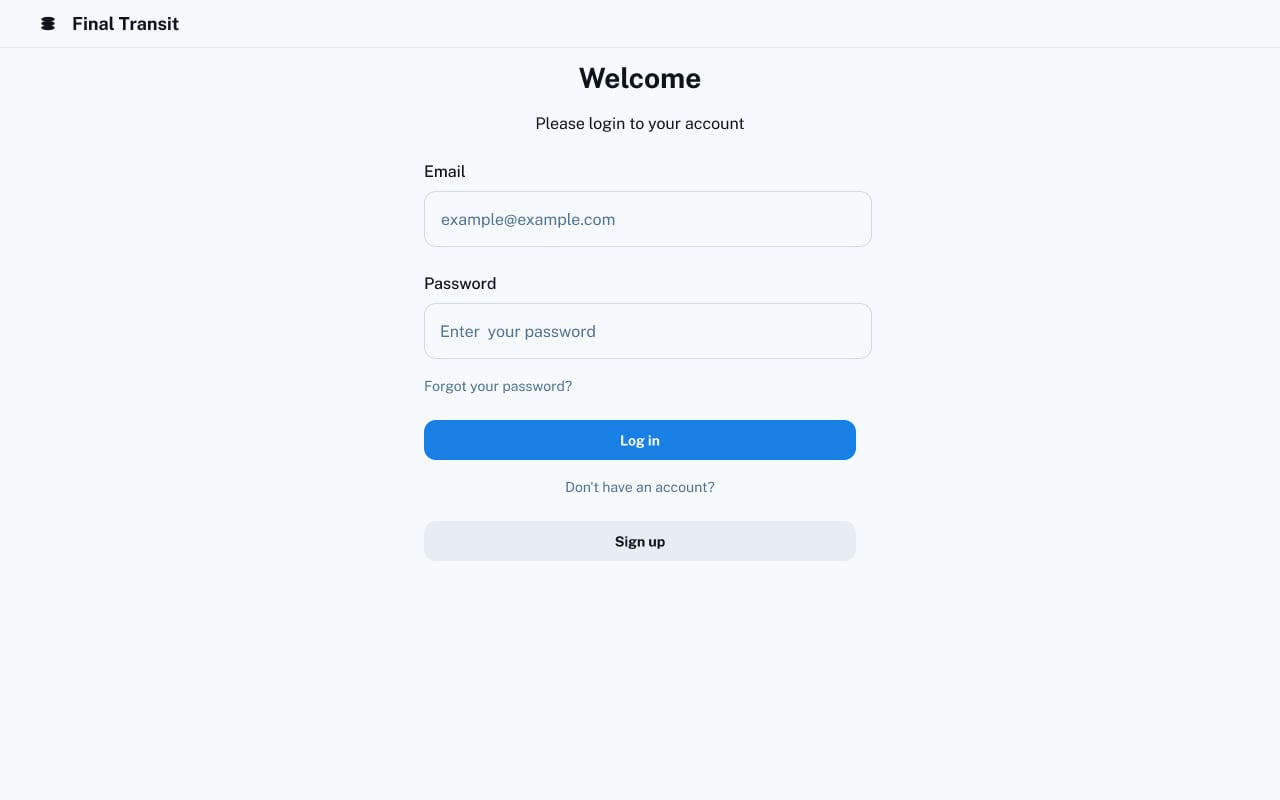 Final Transit
Welcome
Please login to your account
Email
example@example.com
Password
Enter  your password
Forgot your password?
Log in
Don't have an account?
Sign up